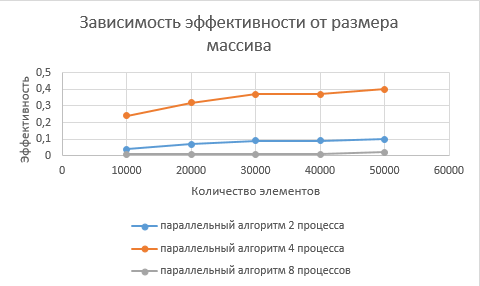 Зависимость эффективности от размера
массива
Эффективность
0,5
0,4
0,3
0,2
0,1
0
0 10000 20000 30000 40000 50000 60000
Количество элементов
параллельный алгоритм 2 процесса
параллельный алгоритм 4 процесса
параллельный алгоритм 8 процессов